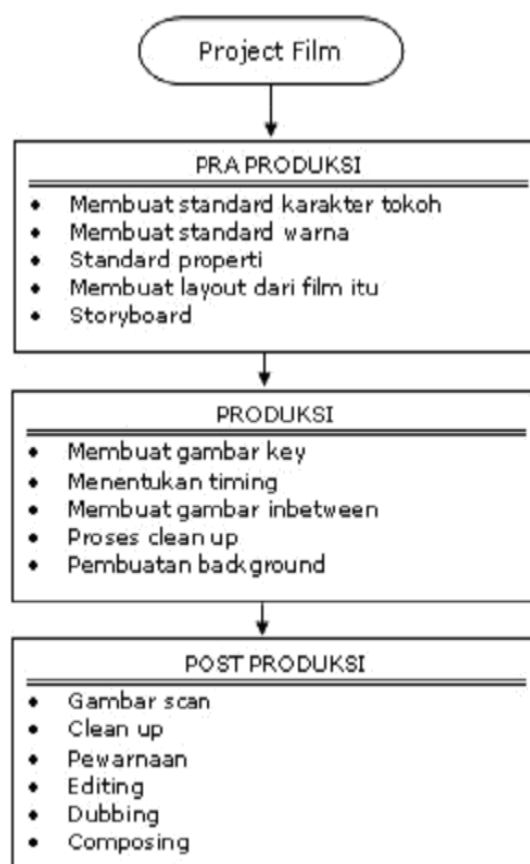 Project Film
PRA PRODUKSI
• Membuat standard karakter tokoh
• Membuat standard warna
• Standard properti
• Membuat layout dari film itu
• Storyboard
PRODUKSI
• Membuat gambar key
• Menentukan timing
• Membuat gambar inbetween
• Proses clean up
• Pembuatan background
POST PRODUKSI
• Gambar scan
• Clean up
• Pewarnaan
• Editing
• Dubbing
• Composing